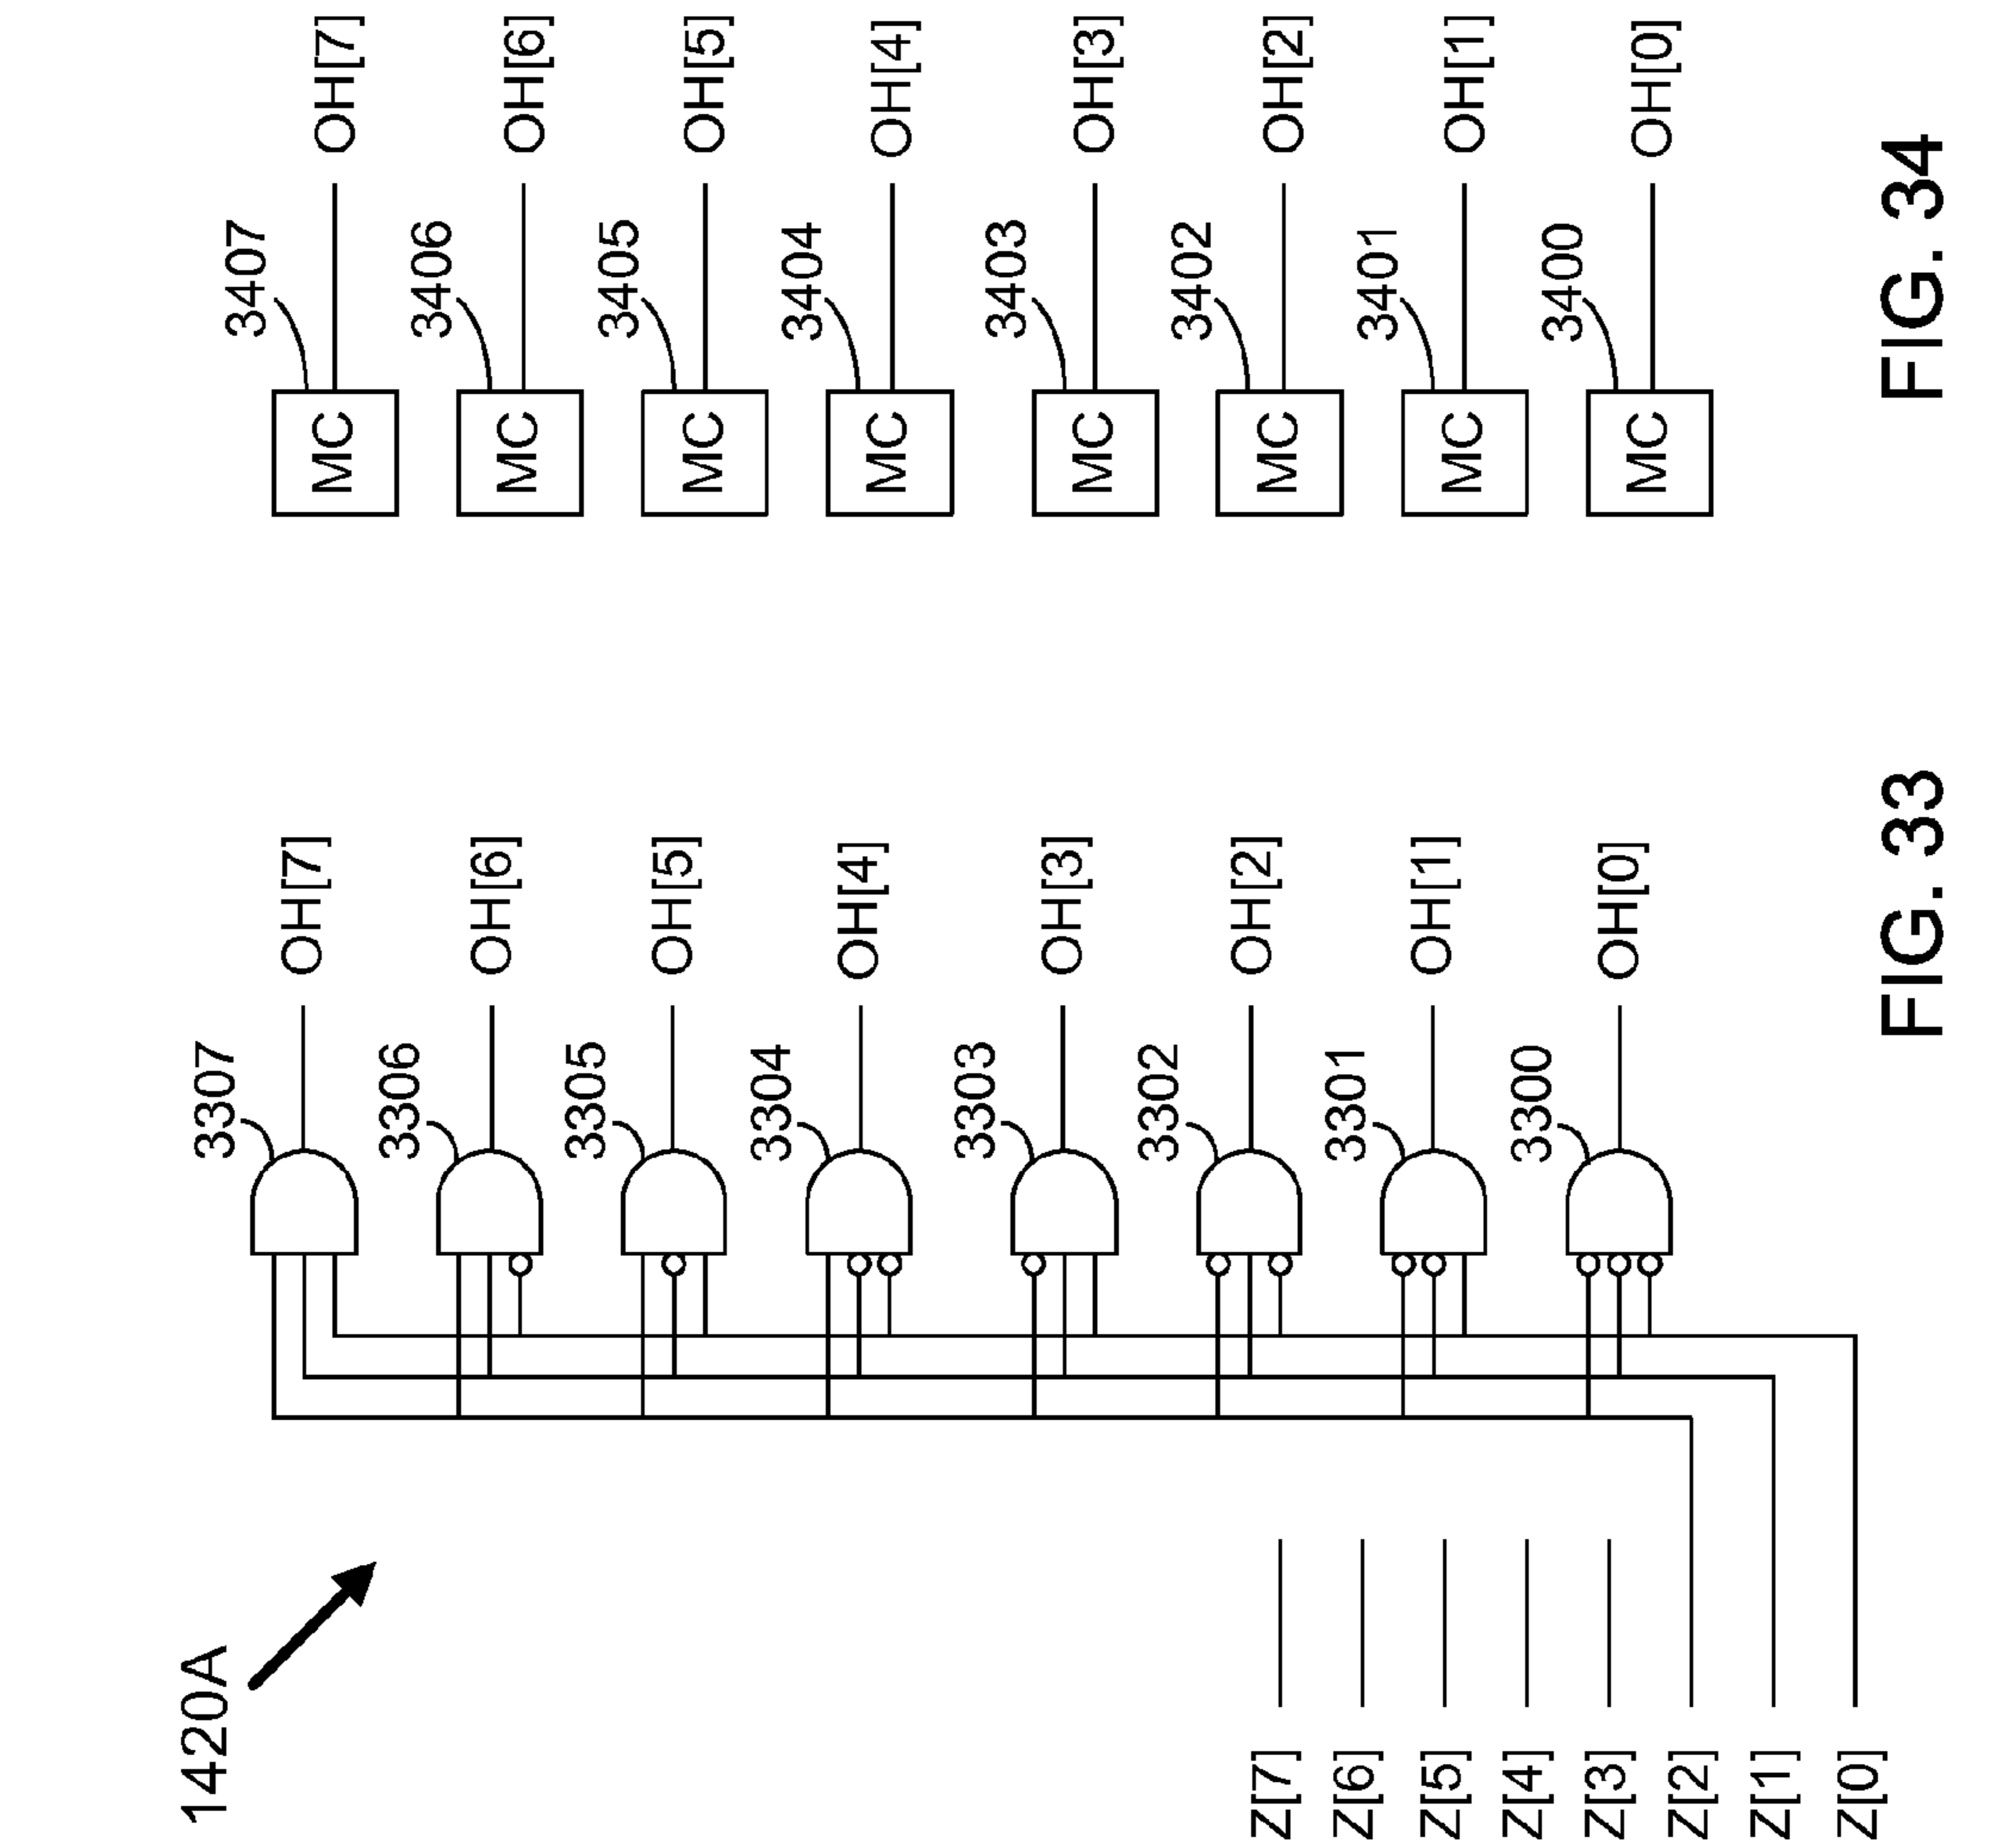 1420A
Z[7]
Z[6]
Z[5]
Z[4]
Z[3]
Z[2]
Z[1]
Z[0]
3307
3306
3305
3304
3303
3302
3301
3300
OH[7]
OH[6]
OH[5]
OH[4]
OH[3]
OH[2]
OH[1]
OH[0]
FIG. 33
MC
MC
MC
MC
MC
MC
MC
MC
3407
3406
3405
3404
3403
3402
3401
3400
OH[7]
OH[6]
OH[5]
OH[4]
OH[3]
OH[2]
OH[1]
OH[0]
FIG. 34